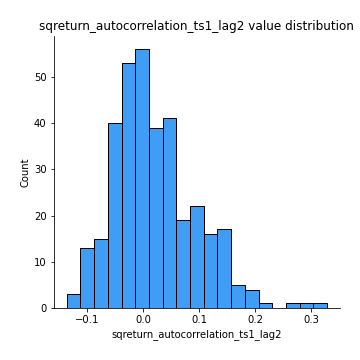 sqreturn_autocorrelation_ts1_lag2 value distribution
50
40
30
20
10
0
Count
−0.1 0.0 0.1 0.2 0.3
sqreturn_autocorrelation_ts1_lag2